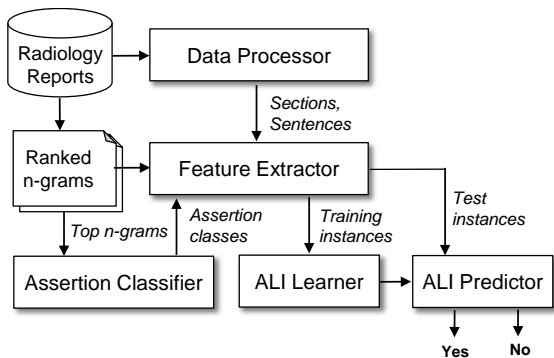 Radiology
Reports
Data Processor
Sections,
Sentences
Ranked
n-grams
Feature Extractor
Top n-grams
Assertion
classes
Training
instances
Test
instances
Assertion Classifier
ALI Learner
ALI Predictor
Yes
No